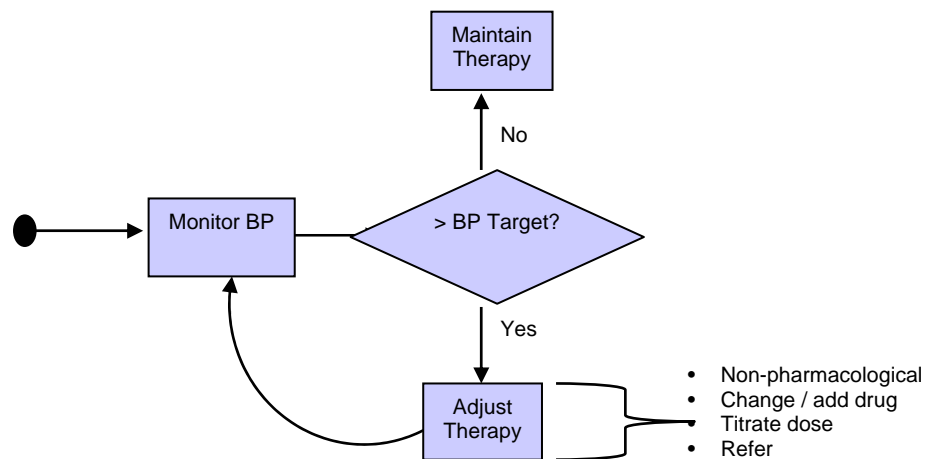 Maintain
Therapy
No
Monitor BP
> BP Target?
Yes
Adjust
Therapy
• Non-pharmacological
• Change / add drug
• Titrate dose
• Refer